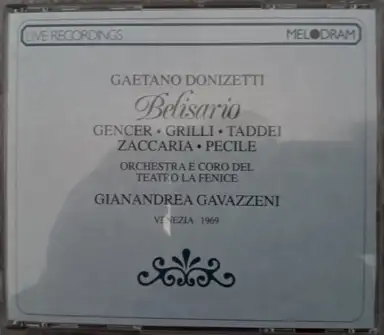 LIVE RECORDINGS
MELODRAM
GAETANO DONIZETTI
Belisario
GENCER • GRILLI • TADDEI
ZACCARIA • PECILE
ORCHESTRA E CORO DEL
TEATRO LA FENICE
GIANANDREA GAVAZZENI
VENEZIA 1969